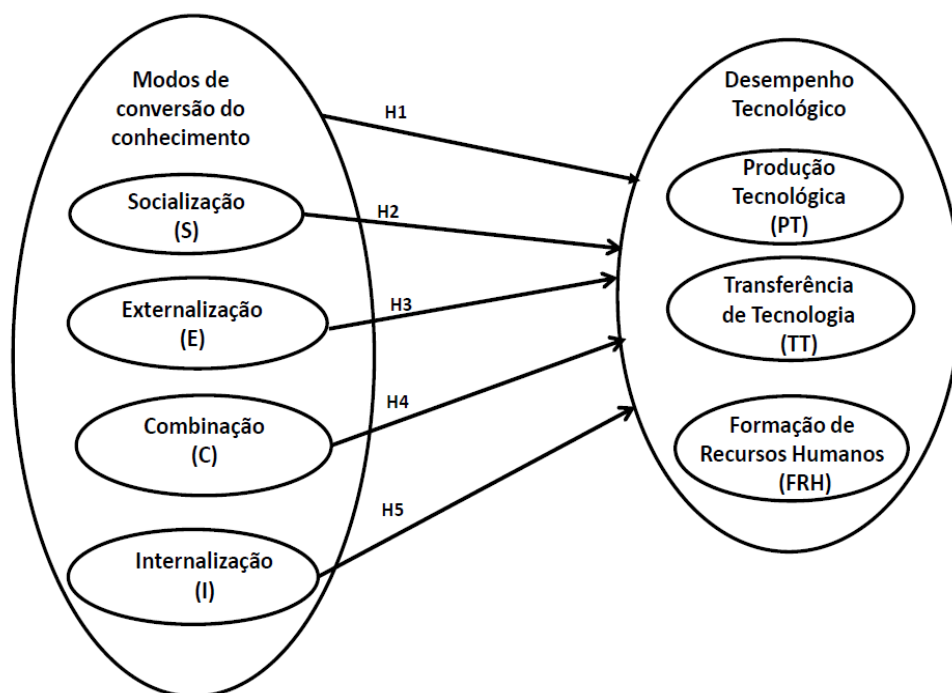 Modos de
conversão do
conhecimento
Socialização
(S)
Externalização
(E)
Combinação
(C)
Internalização
(I)
H1
H2
H3
H4
H5
Desempenho
Tecnológico
Produção
Tecnológica
(PT)
Transferência
de Tecnologia
(TT)
Formação de
Recursos Humanos
(FRH)